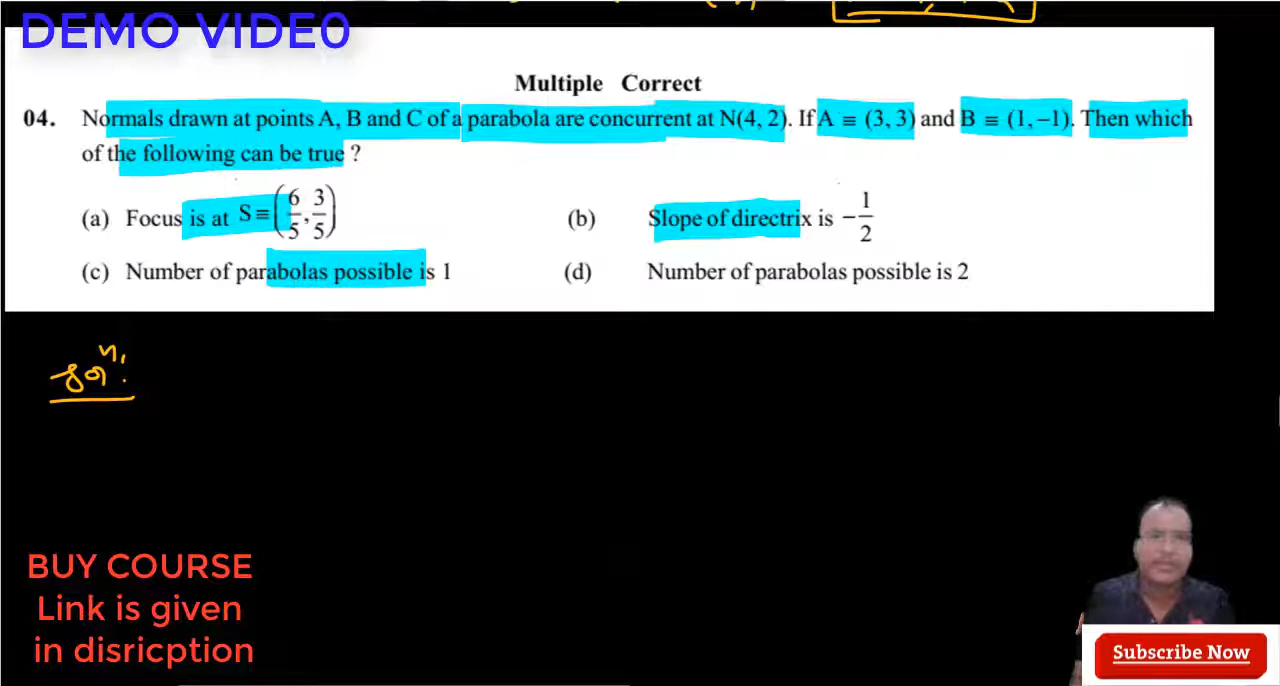 DEMO VIDE0
Multiple Correct
04. Normals drawn at points A, B and C of a parabola are concurrent at N(4, 2). If A ≡ (3, 3) and B ≡ (1, −1). Then which
of the following can be true ?
(a) Focus is at S ≡ (6/5, 3/5) (b) Slope of directrix is −1/2
(c) Number of parabolas possible is 1 (d) Number of parabolas possible is 2
Solⁿ:
BUY COURSE
Link is given
in disricption
Subscribe Now